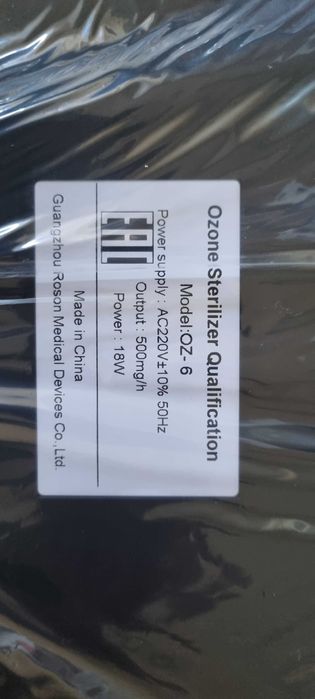 Ozone Sterilizer Qualification
Model:OZ- 6
Power supply : AC220V±10% 50Hz
Output : 500mg/h
Power : 18W
Made in China
Guangzhou Roson Medical Devices Co.,Ltd.